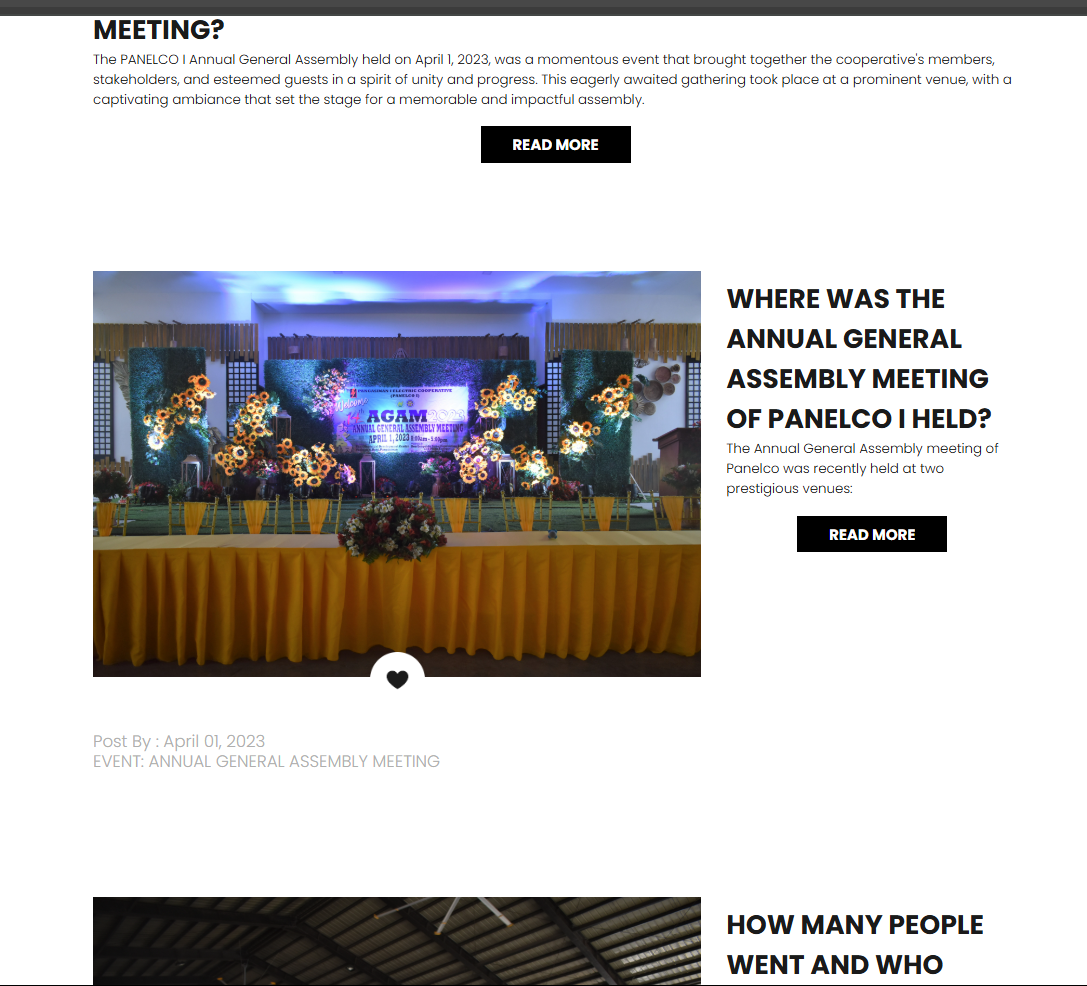 MEETING?
The PANELCO I Annual General Assembly held on April 1, 2023, was a momentous event that brought together the cooperative's members,
stakeholders, and esteemed guests in a spirit of unity and progress. This eagerly awaited gathering took place at a prominent venue, with a
captivating ambiance that set the stage for a memorable and impactful assembly.
READ MORE
PANGASINAN I ELECTRIC COOPERATIVE
(PANELCO I)
Welcome
AGAM 2023
ANNUAL GENERAL ASSEMBLY MEETING
APRIL 1, 2023 8:00am - 5:00pm
WHERE WAS THE
ANNUAL GENERAL
ASSEMBLY MEETING
OF PANELCO I HELD?
The Annual General Assembly meeting of
Panelco was recently held at two
prestigious venues:
READ MORE
Post By : April 01, 2023
EVENT: ANNUAL GENERAL ASSEMBLY MEETING
HOW MANY PEOPLE
WENT AND WHO